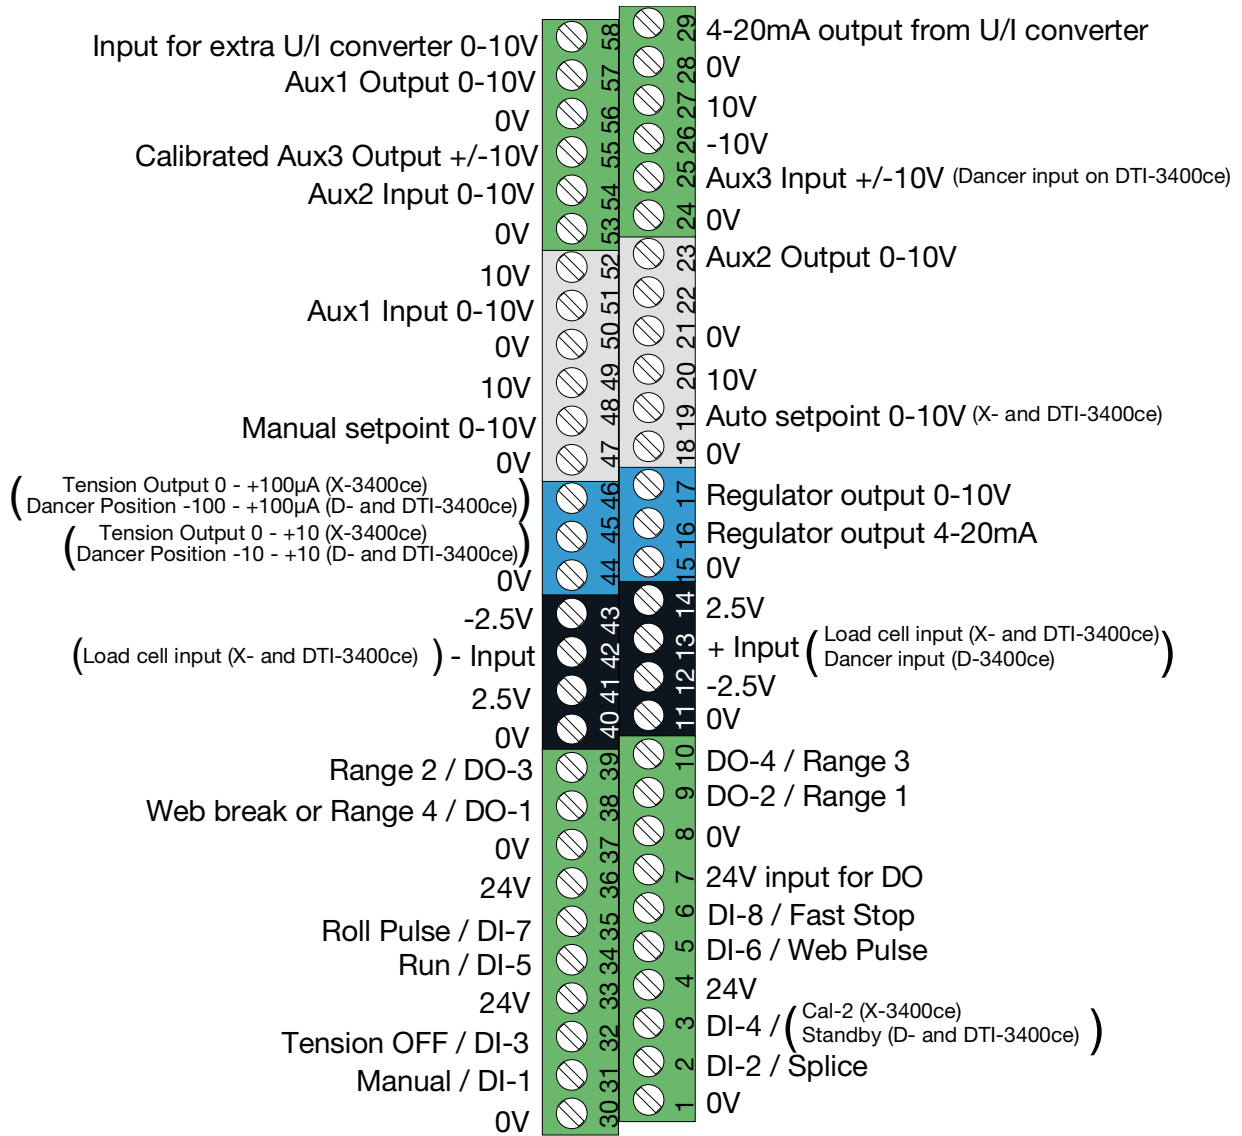 Input for extra U/I converter 0-10V 58
Aux1 Output 0-10V 57
0V 56
Calibrated Aux3 Output +/-10V 55
Aux2 Input 0-10V 54
0V 53
10V 52
Aux1 Input 0-10V 51
0V 50
10V 49
Manual setpoint 0-10V 48
0V 47
(Tension Output 0 - +100µA (X-3400ce)
Dancer Position -100 - +100µA (D- and DTI-3400ce)) 46
(Tension Output 0 - +10 (X-3400ce)
Dancer Position -10 - +10 (D- and DTI-3400ce)) 45
0V 44
-2.5V 43
(Load cell input (X- and DTI-3400ce) ) - Input 42
2.5V 41
0V 40
Range 2 / DO-3 39
Web break or Range 4 / DO-1 38
0V 37
24V 36
Roll Pulse / DI-7 35
Run / DI-5 34
24V 33
Tension OFF / DI-3 32
Manual / DI-1 31
0V 30
29 4-20mA output from U/I converter
28 0V
27 10V
26 -10V
25 Aux3 Input +/-10V (Dancer input on DTI-3400ce)
24 0V
23 Aux2 Output 0-10V
22
21 0V
20 10V
19 Auto setpoint 0-10V (X- and DTI-3400ce)
18 0V
17 Regulator output 0-10V
16 Regulator output 4-20mA
15 0V
14 2.5V
13 + Input (Load cell input (X- and DTI-3400ce)
Dancer input (D-3400ce))
12 -2.5V
11 0V
10 DO-4 / Range 3
9 DO-2 / Range 1
8 0V
7 24V input for DO
6 DI-8 / Fast Stop
5 DI-6 / Web Pulse
4 24V
3 DI-4 / (Cal-2 (X-3400ce)
Standby (D- and DTI-3400ce))
2 DI-2 / Splice
1 0V